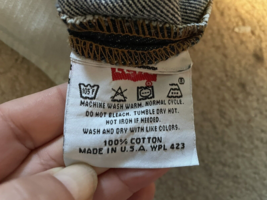 105 F
MACHINE WASH WARM, NORMAL CYCLE.
DO NOT BLEACH. TUMBLE DRY HOT.
HOT IRON IF NEEDED.
WASH AND DRY WITH LIKE COLORS.
100% COTTON
MADE IN U.S.A. WPL 423